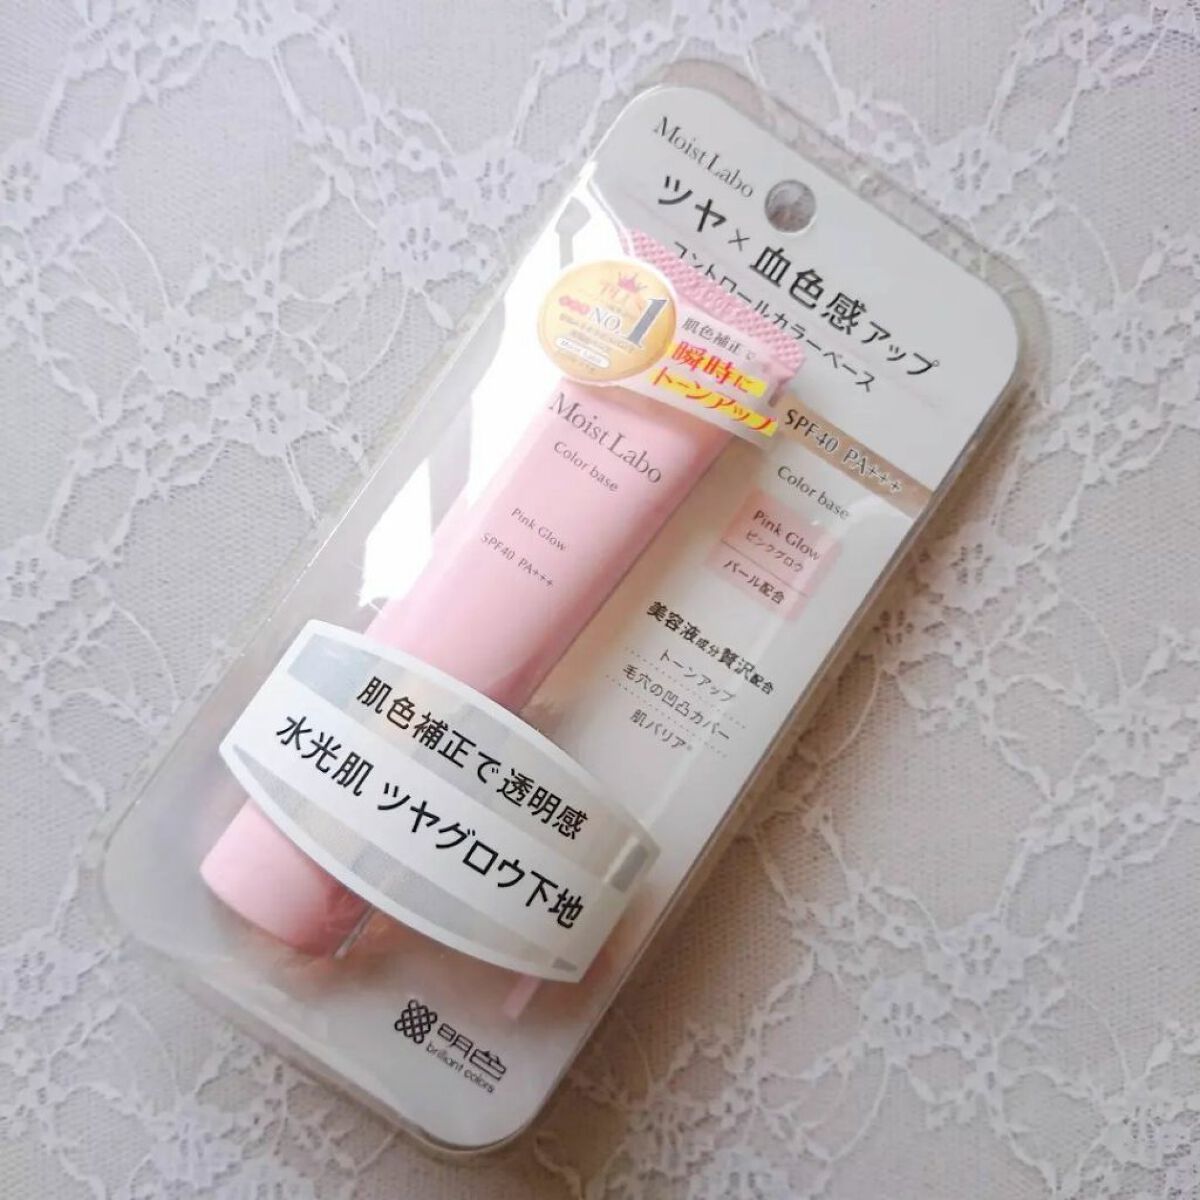 Moist Labo
ツヤ×血色感アップ
コントロールカラーベース
SPF40 PA+++
NO.1
Moist Labo
肌色補正で
瞬時に
トーンアップ
Moist Labo
Color base
Pink Glow
SPF40 PA+++
Color base
Pink Glow
ピンクグロウ
パール配合
美容液成分贅沢配合
トーンアップ
毛穴の凹凸カバー
肌バリア
肌色補正で透明感
水光肌 ツヤグロウ下地
明色
brilliant colors